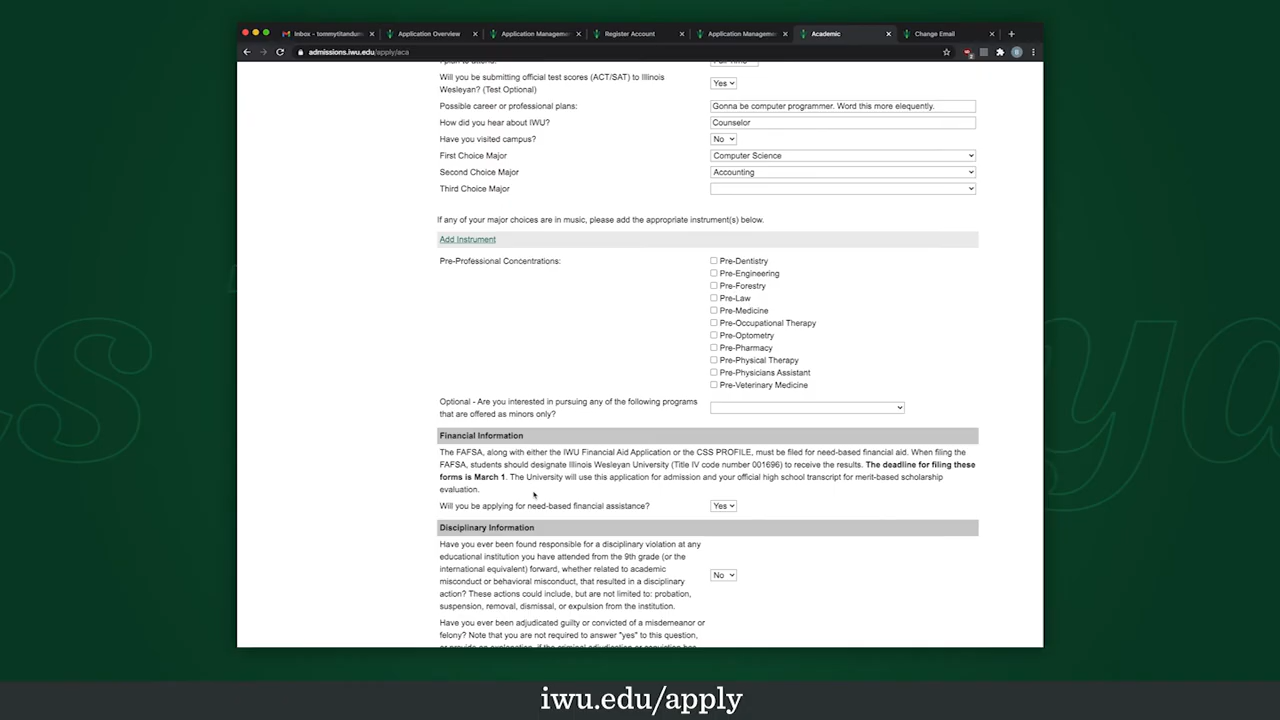 Inbox - tommytitandum
Application Overview
Application Managemen
Register Account
Application Managemen
Academic
Change Email
admissions.iwu.edu/apply/aca
Will you be submitting official test scores (ACT/SAT) to Illinois
Wesleyan? (Test Optional)
Yes
Possible career or professional plans:
Gonna be computer programmer. Word this more elequently.
How did you hear about IWU?
Counselor
Have you visited campus?
No
First Choice Major
Computer Science
Second Choice Major
Accounting
Third Choice Major
If any of your major choices are in music, please add the appropriate instrument(s) below.
Add Instrument
Pre-Professional Concentrations:
Pre-Dentistry
Pre-Engineering
Pre-Forestry
Pre-Law
Pre-Medicine
Pre-Occupational Therapy
Pre-Optometry
Pre-Pharmacy
Pre-Physical Therapy
Pre-Physicians Assistant
Pre-Veterinary Medicine
Optional - Are you interested in pursuing any of the following programs
that are offered as minors only?
Financial Information
The FAFSA, along with either the IWU Financial Aid Application or the CSS PROFILE, must be filed for need-based financial aid. When filing the
FAFSA, students should designate Illinois Wesleyan University (Title IV code number 001696) to receive the results. The deadline for filing these
forms is March 1. The University will use this application for admission and your official high school transcript for merit-based scholarship
evaluation.
Will you be applying for need-based financial assistance?
Yes
Disciplinary Information
Have you ever been found responsible for a disciplinary violation at any
educational institution you have attended from the 9th grade (or the
international equivalent) forward, whether related to academic
misconduct or behavioral misconduct, that resulted in a disciplinary
action? These actions could include, but are not limited to: probation,
suspension, removal, dismissal, or expulsion from the institution.
No
Have you ever been adjudicated guilty or convicted of a misdemeanor or
felony? Note that you are not required to answer "yes" to this question,
iwu.edu/apply